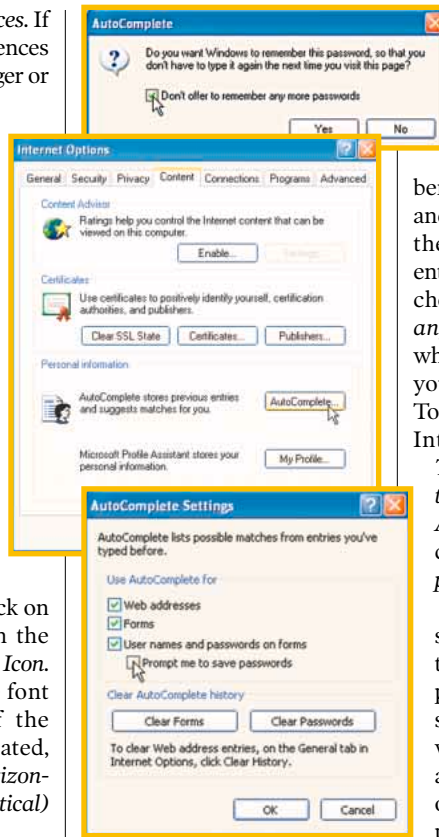 ces. If
ences
ger or
AutoComplete
Do you want Windows to remember this password, so that you
don't have to type it again the next time you visit this page?
Don't offer to remember any more passwords
Yes
No
Internet Options
General Security Privacy Content Connections Programs Advanced
Content Advisor
Ratings help you control the Internet content that can be
viewed on this computer.
Enable...
Certificates
Use certificates to positively identify yourself, certification
authorities, and publishers.
Clear SSL State
Certificates...
Publishers...
Personal information
AutoComplete stores previous entries
and suggests matches for you.
AutoComplete...
Microsoft Profile Assistant stores your
personal information.
My Profile...
AutoComplete Settings
AutoComplete lists possible matches from entries you've
typed before.
Use AutoComplete for
Web addresses
Forms
User names and passwords on forms
Prompt me to save passwords
Clear AutoComplete history
Clear Forms
Clear Passwords
To clear Web address entries, on the General tab in
Internet Options, click Clear History.
OK
Cancel
ck on
n the
Icon.
font
f the
ated,
izon-
tical)
be
an
the
ent
che
an
wh
yo
To
Int